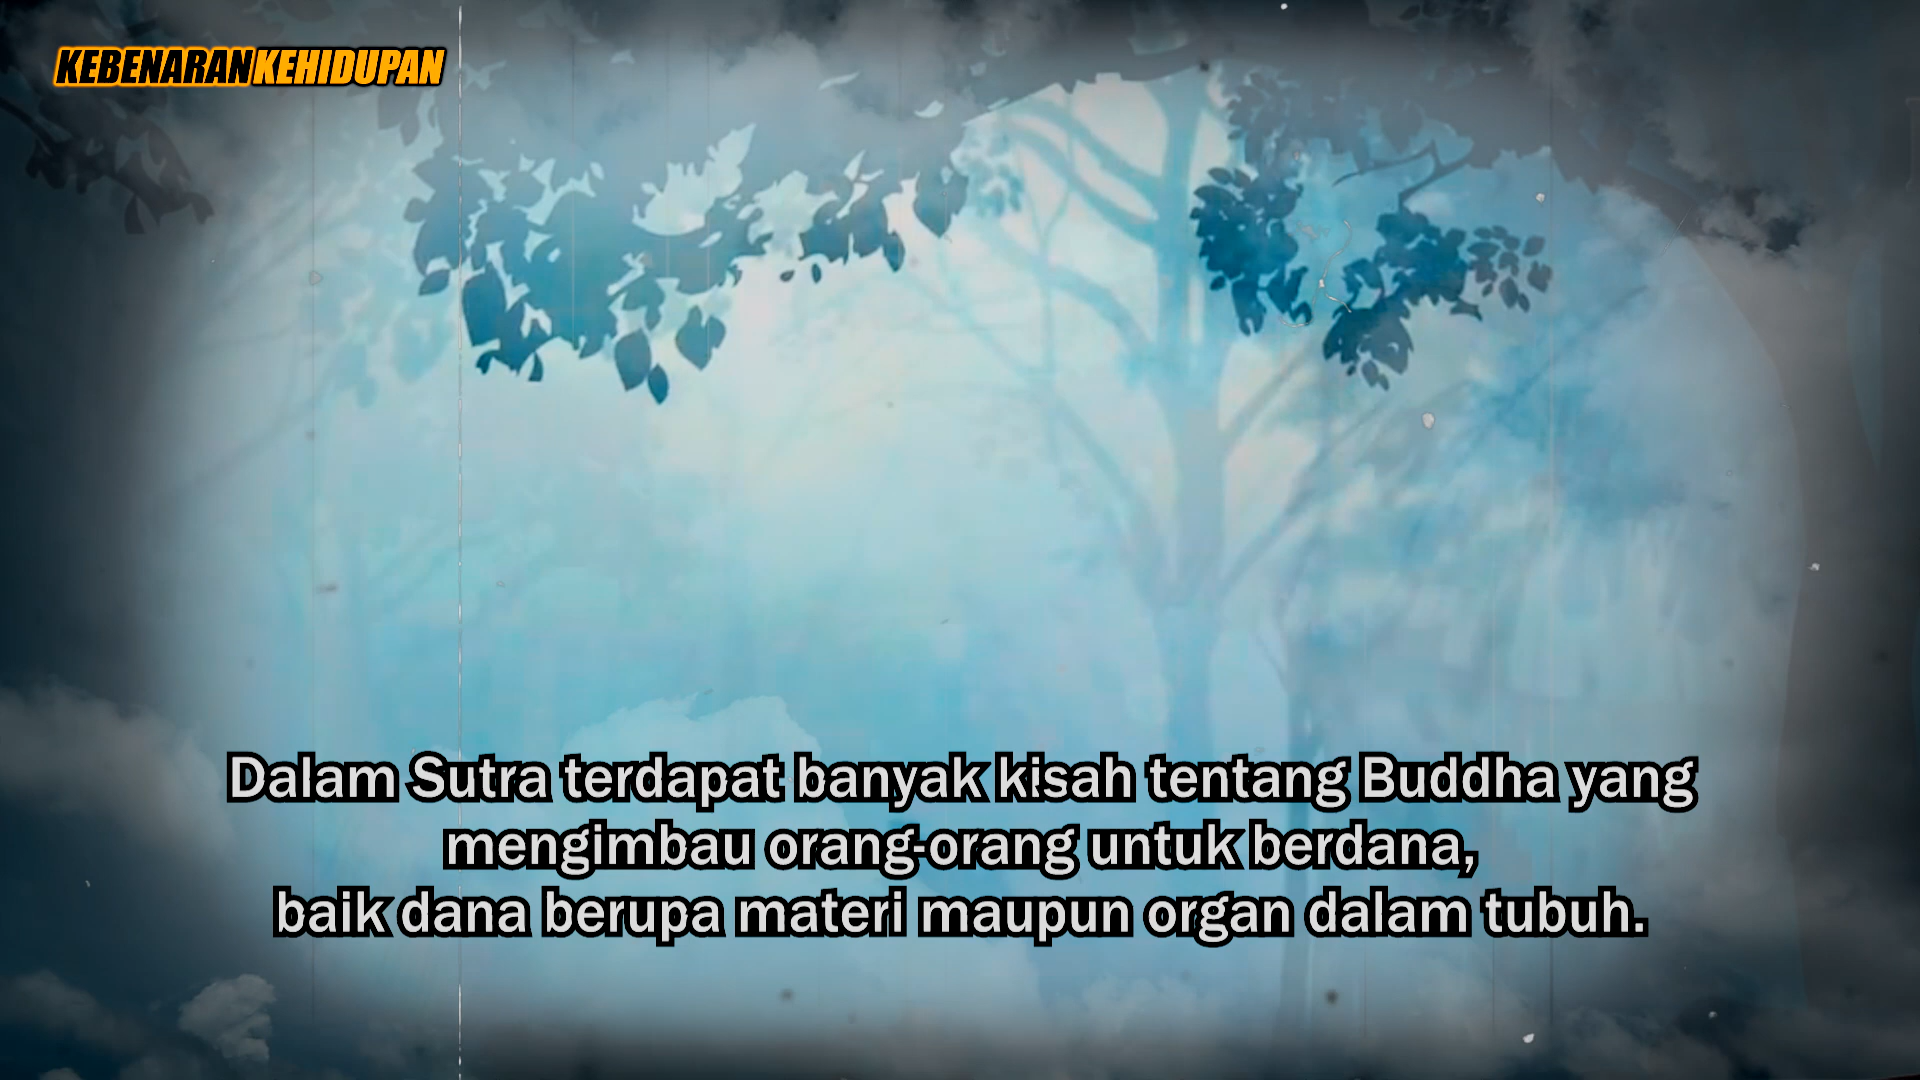 KEBENARANKEHIDUPAN
Dalam Sutra terdapat banyak kisah tentang Buddha yang
mengimbau orang-orang untuk berdana,
baik dana berupa materi maupun organ dalam tubuh.